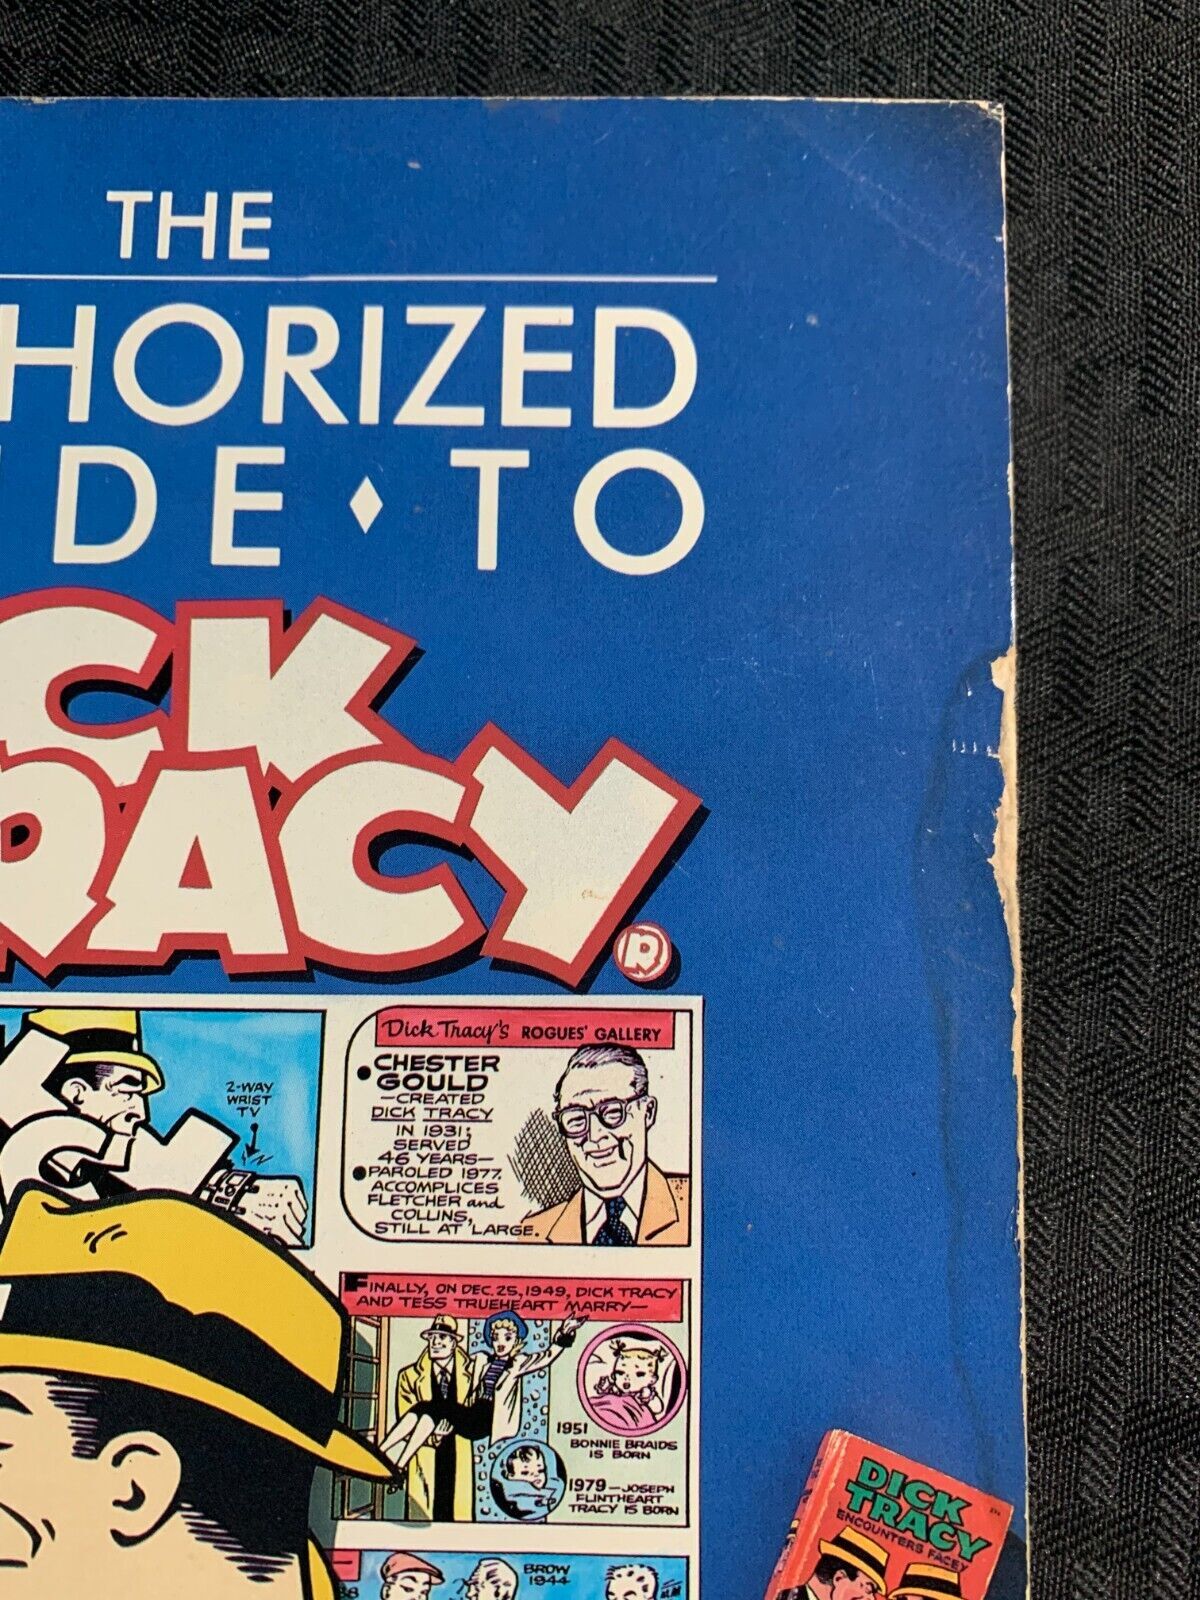 THE
HORIZED
IDE ♦ TO
CK
RACY®
2-WAY
WRIST
TV
Dick Tracy's ROGUES' GALLERY
•CHESTER
GOULD
—CREATED
DICK TRACY
IN 1931;
SERVED
46 YEARS—
•PAROLED 1977.
ACCOMPLICES
FLETCHER and
COLLINS,
STILL AT LARGE.
FINALLY, ON DEC. 25, 1949, DICK TRACY
AND TESS TRUEHEART MARRY—
1951
BONNIE BRAIDS
IS BORN
1979—JOSEPH
FLINTHEART
TRACY IS BORN
BROW
1944
DICK
TRACY
ENCOUNTERS FACEY